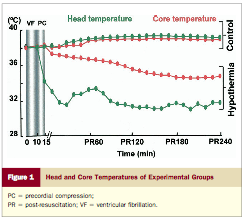 (ºC)
VF PC
Head temperature
Core temperature
40
36
32
28
Control
Hypothermia
0 10 15
PR60
PR120
PR180
PR240
Time (min)
Figure 1
Head and Core Temperatures of Experimental Groups
PC = precordial compression;
PR = post-resuscitation; VF = ventricular fibrillation.